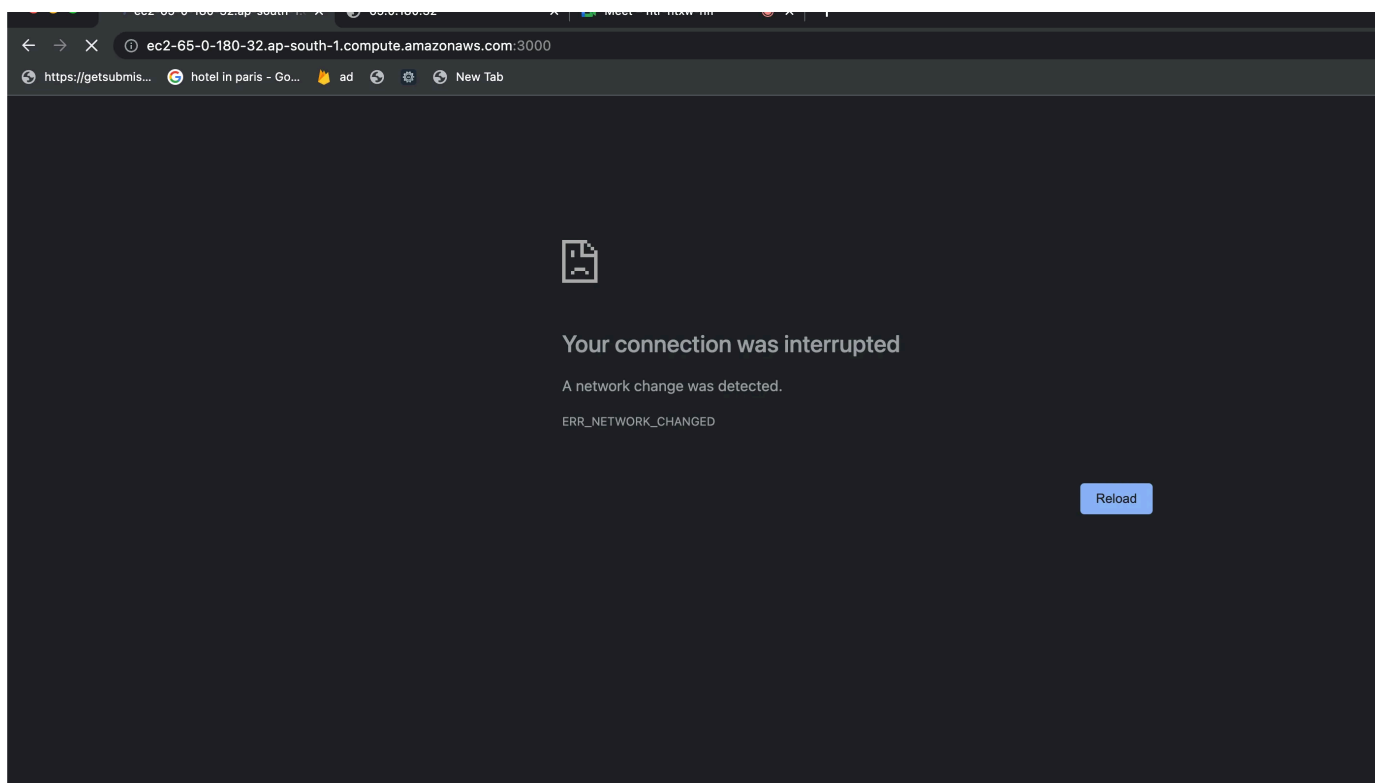 ec2-65-0-180-32.ap-south-1.compute.amazonaws.com:3000
https://getsubmis... hotel in paris - Go... ad New Tab
Your connection was interrupted
A network change was detected.
ERR_NETWORK_CHANGED
Reload